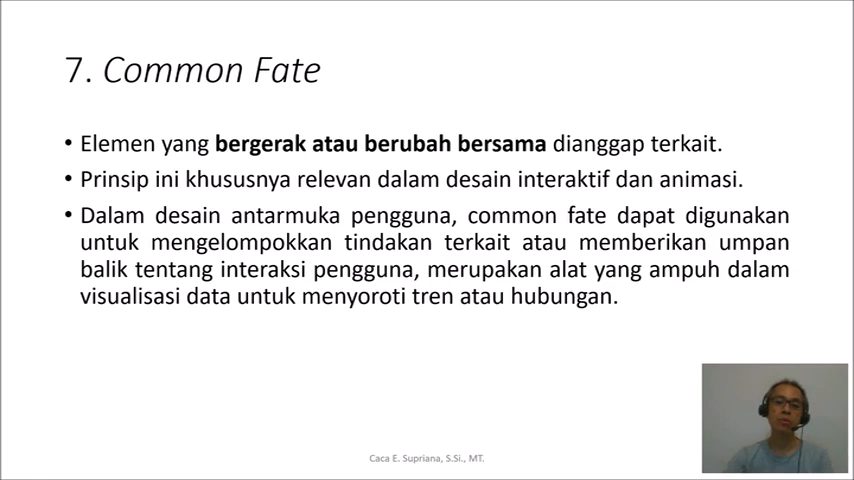 7. Common Fate
• Elemen yang bergerak atau berubah bersama dianggap terkait.
• Prinsip ini khususnya relevan dalam desain interaktif dan animasi.
• Dalam desain antarmuka pengguna, common fate dapat digunakan
untuk mengelompokkan tindakan terkait atau memberikan umpan
balik tentang interaksi pengguna, merupakan alat yang ampuh dalam
visualisasi data untuk menyoroti tren atau hubungan.
Caca E. Supriana, S.Si., MT.